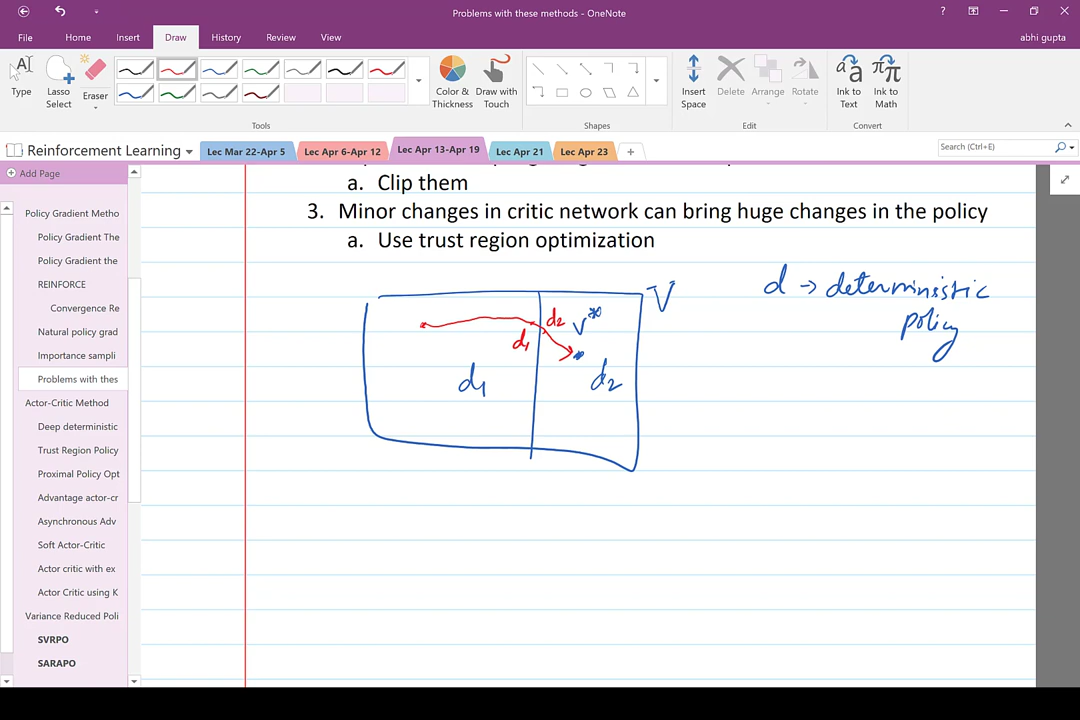 Problems with these methods - OneNote
?
File
Home
Insert
Draw
History
Review
View
abhi gupta
Type
Lasso Select
Eraser
Color & Thickness
Draw with Touch
Insert Space
Delete
Arrange
Rotate
Ink to Text
Ink to Math
Tools
Shapes
Edit
Convert
Reinforcement Learning
Lec Mar 22-Apr 5
Lec Apr 6-Apr 12
Lec Apr 13-Apr 19
Lec Apr 21
Lec Apr 23
Search (Ctrl+E)
Add Page
Policy Gradient Metho
Policy Gradient The
Policy Gradient the
REINFORCE
Convergence Re
Natural policy grad
Importance sampli
Problems with thes
Actor-Critic Method
Deep deterministic
Trust Region Policy
Proximal Policy Opt
Advantage actor-cr
Asynchronous Adv
Soft Actor-Critic
Actor critic with ex
Actor Critic using K
Variance Reduced Poli
SVRPO
SARAPO
a. Clip them
3. Minor changes in critic network can bring huge changes in the policy
a. Use trust region optimization
V
d → deterministic
policy
d2
V*
d1
d1
d2